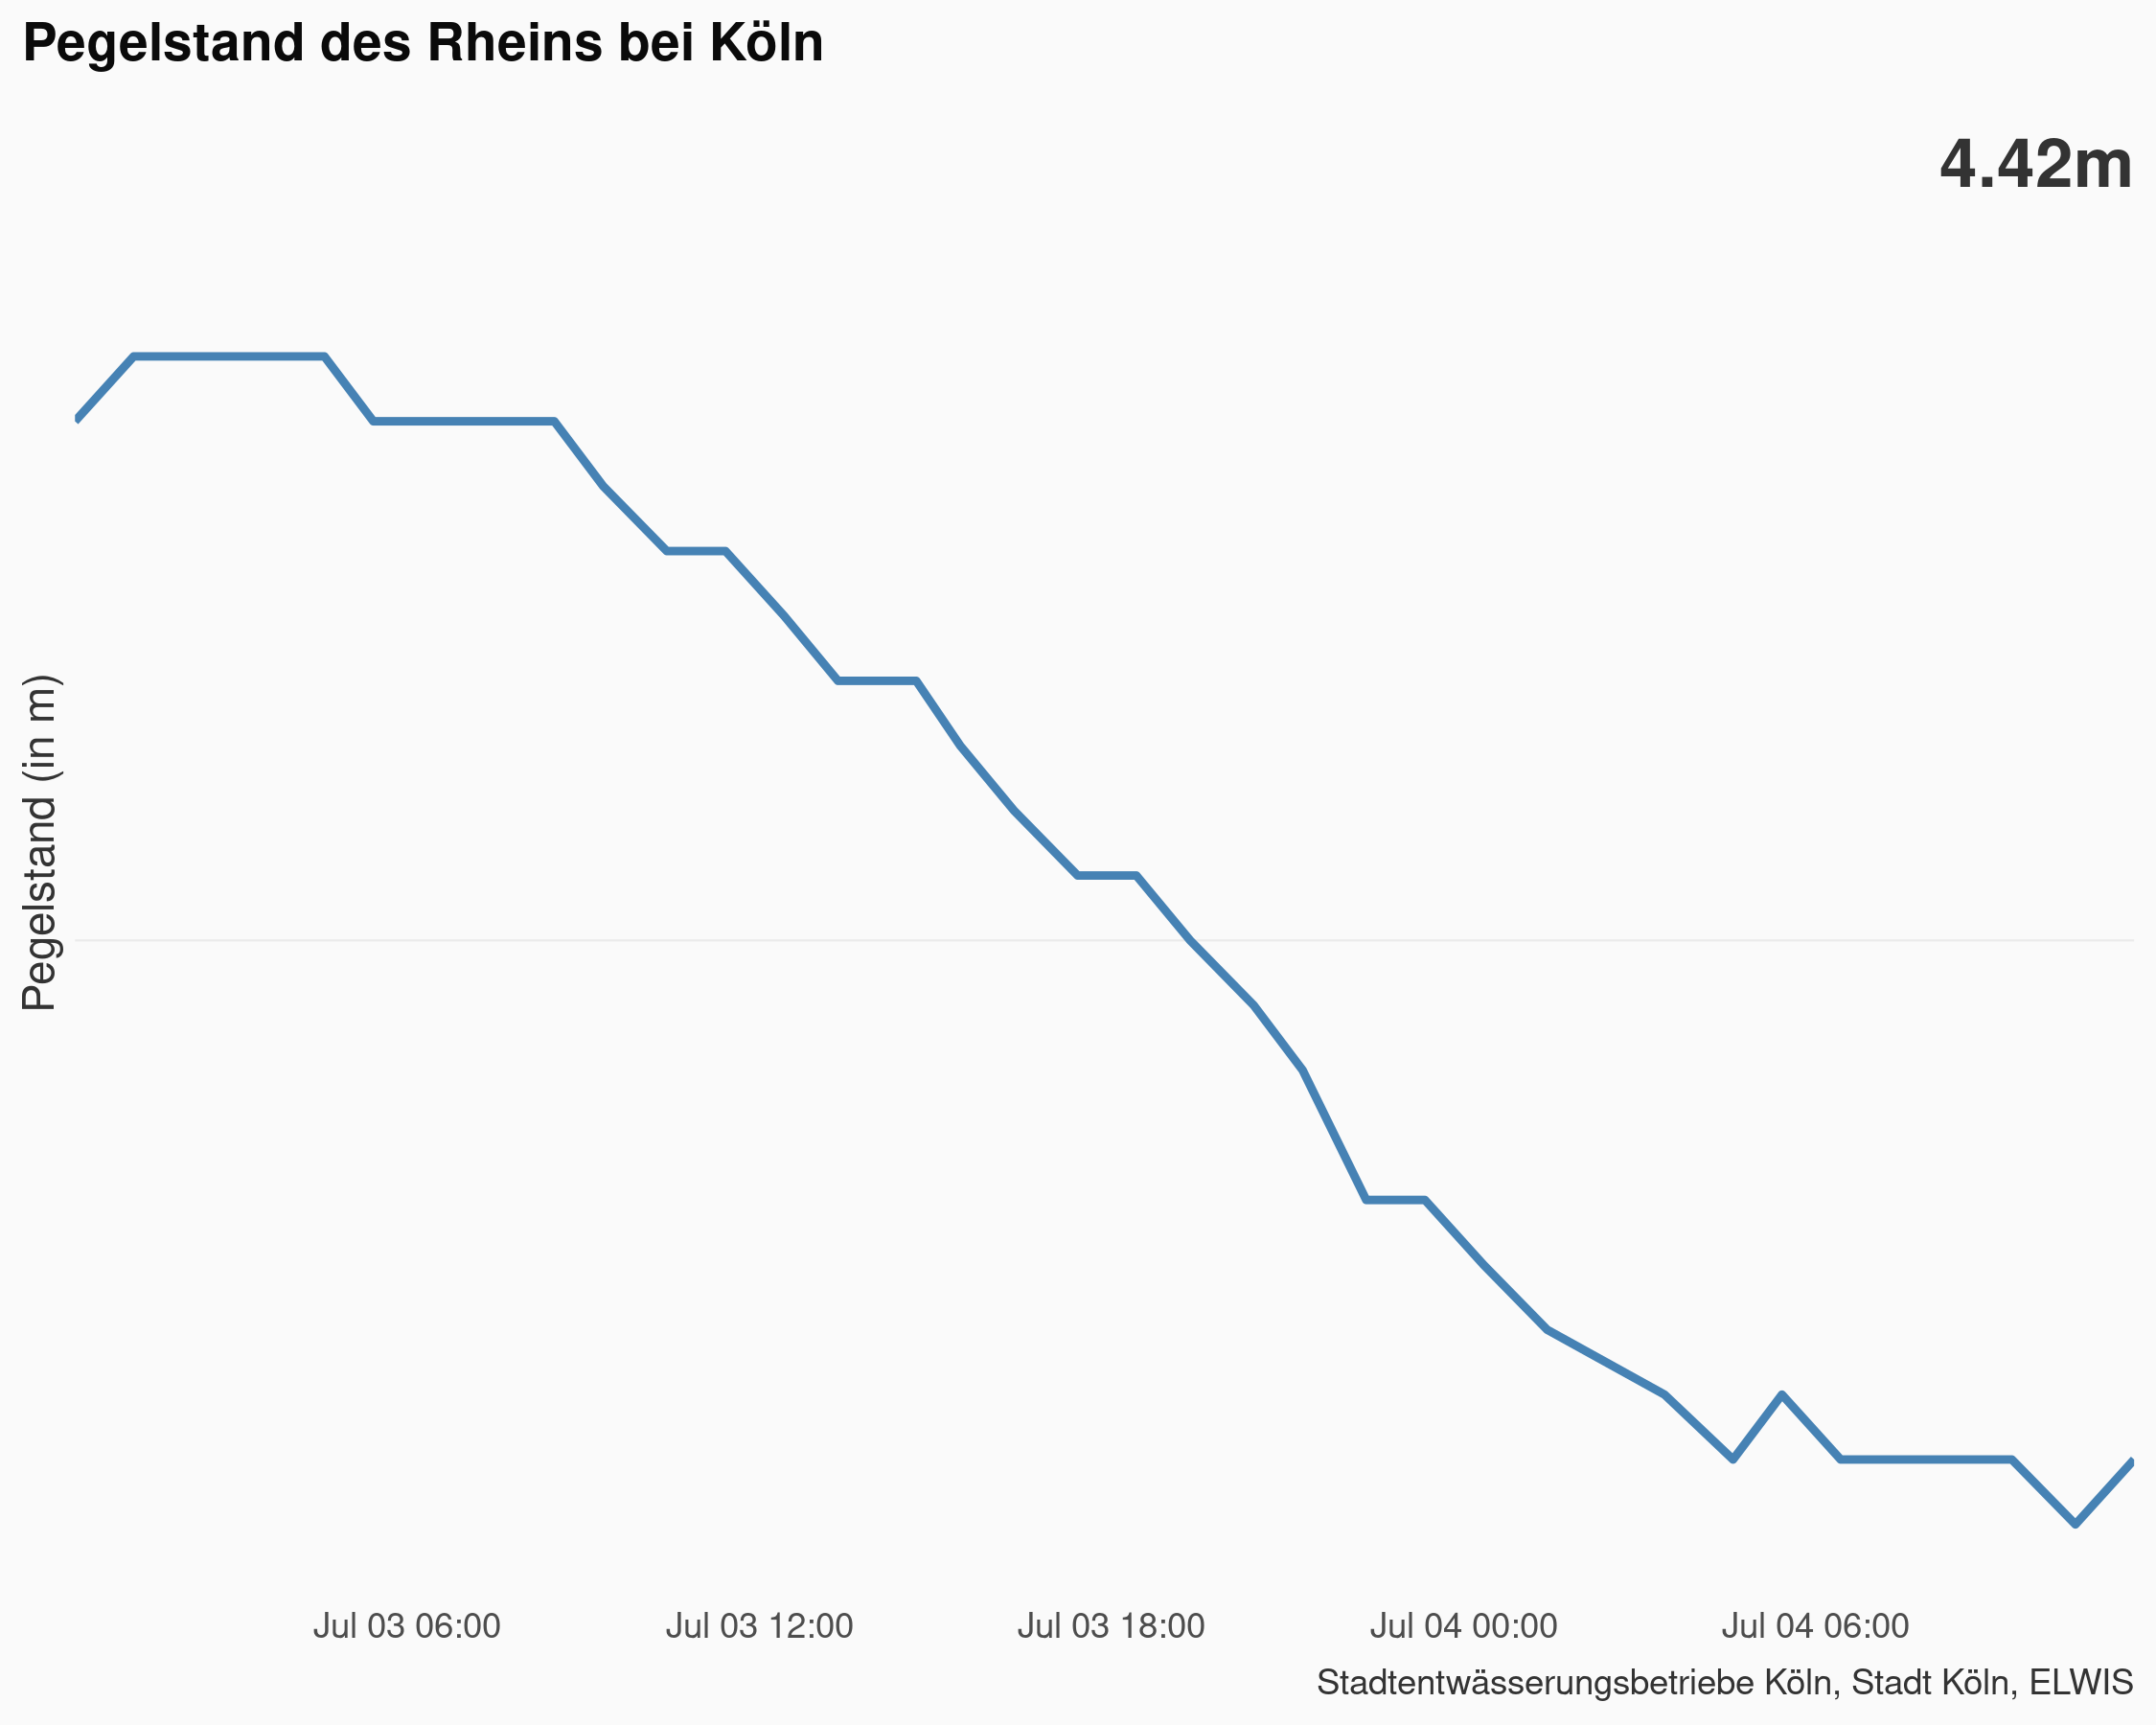 Pegelstand des Rheins bei Köln
4.42m
Pegelstand (in m)
Jul 03 06:00
Jul 03 12:00
Jul 03 18:00
Jul 04 00:00
Jul 04 06:00
Stadtentwässerungsbetriebe Köln, Stadt Köln, ELWIS